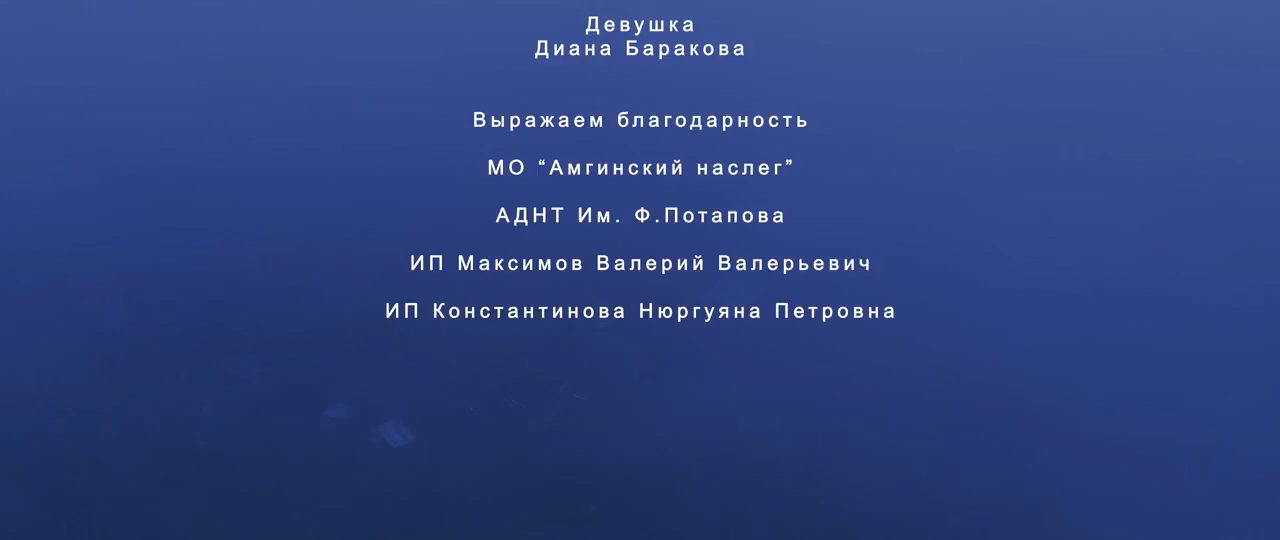 Девушка
Диана Баракова
Выражаем благодарность
МО “Амгинский наслег”
АДНТ Им. Ф.Потапова
ИП Максимов Валерий Валерьевич
ИП Константинова Нюргуяна Петровна